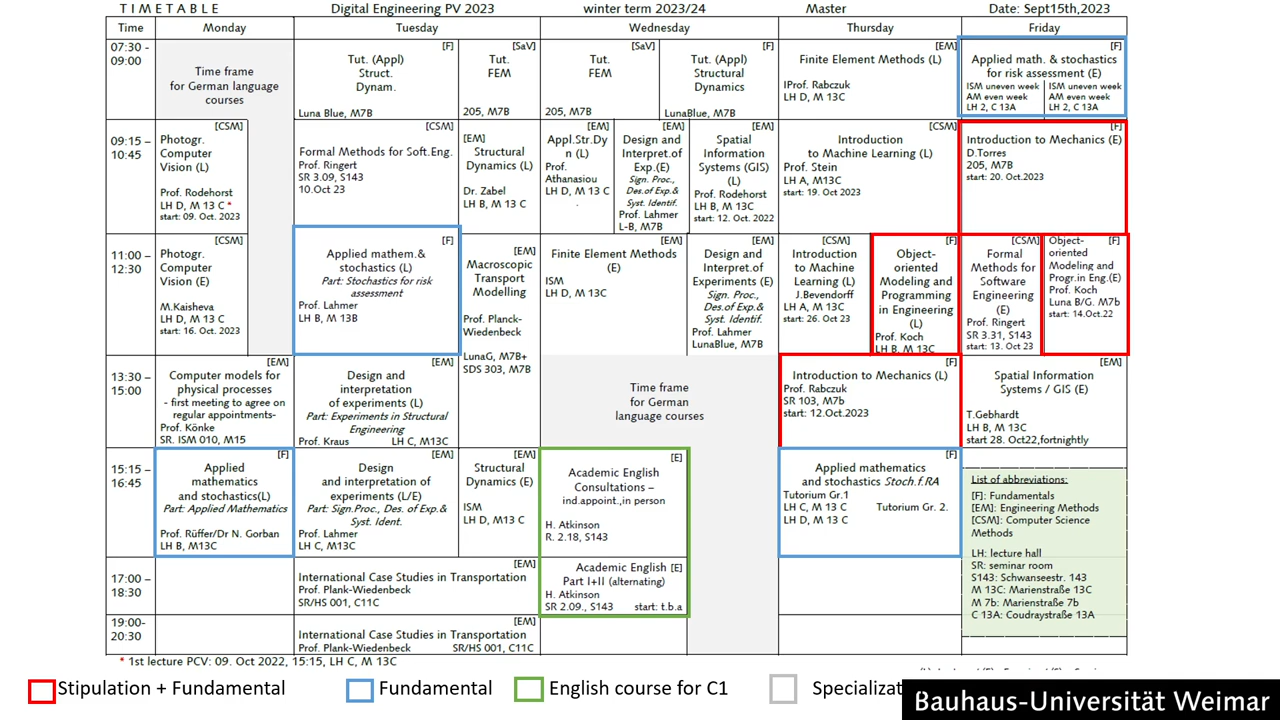 TIMETABLE Digital Engineering PV 2023 winter term 2023/24 Master Date: Sept15th,2023
Time Monday Tuesday Wednesday Thursday Friday
07:30 -
09:00
Time frame
for German language
courses
[F]
Tut. (Appl)
Struct.
Dynam.
Luna Blue, M7B
[SaV]
Tut.
FEM
205, M7B
[SaV]
Tut.
FEM
205, M7B
[F]
Tut. (Appl)
Structural
Dynamics
LunaBlue, M7B
[EM]
Finite Element Methods (L)
IProf. Rabczuk
LH D, M 13C
[F]
Applied math. & stochastics
for risk assessment (E)
ISM uneven week
AM even week
LH 2, C 13A
ISM uneven week
AM even week
LH 2, C 13A
09:15 –
10:45
[CSM]
Photogr.
Computer
Vision (L)
Prof. Rodehorst
LH D, M 13 C *
start: 09. Oct. 2023
[CSM]
Formal Methods for Soft.Eng.
Prof. Ringert
SR 3.09, S143
10.Oct 23
[EM]
Structural
Dynamics (L)
Dr. Zabel
LH B, M 13 C
[EM]
Appl.Str.Dy
n (L)
Prof.
Athanasiou
LH D, M 13 C
.
[EM]
Design and
Interpret.of
Exp.(E)
Sign. Proc.,
Des.of Exp.&
Syst. Identif.
Prof. Lahmer
L-B, M7B
[EM]
Spatial
Information
Systems (GIS)
(L)
Prof. Rodehorst
LH B, M 13 C
start: 12. Oct. 2022
[CSM]
Introduction
to Machine Learning (L)
Prof. Stein
LH A, M13C
start: 19. Oct 2023
[F]
Introduction to Mechanics (E)
D.Torres
205, M7B
start: 20. Oct.2023
11:00 –
12:30
[CSM]
Photogr.
Computer
Vision (E)
M.Kaisheva
LH D, M 13 C
start: 16. Oct. 2023
[F]
Applied mathem.&
stochastics (L)
Part: Stochastics for risk
assessment
Prof. Lahmer
LH B, M 13B
[EM]
Macroscopic
Transport
Modelling
Prof. Planck-
Wiedenbeck
LunaG, M7B+
SDS 303, M7B
[EM]
Finite Element Methods
(E)
ISM
LH D, M 13C
[EM]
Design and
Interpret.of
Experiments (E)
Sign. Proc.,
Des.of Exp.&
Syst. Identif.
Prof. Lahmer
LunaBlue, M7B
[CSM]
Introduction
to Machine
Learning (L)
J.Bevendorff
LH A, M 13C
start: 26. Oct 23
[F]
Object-
oriented
Modeling and
Programming
in Engineering
(L)
Prof. Koch
LH B, M 13C
[CSM]
Formal
Methods for
Software
Engineering
(E)
Prof. Ringert
SR 3.31, S143
start: 13. Oct 23
Object- [F]
oriented
Modeling and
Progr.in Eng.(E)
Prof. Koch
Luna B/G. M7b
start: 14.Oct.22
13:30 –
15:00
[EM]
Computer models for
physical processes
- first meeting to agree on
regular appointments-
Prof. Könke
SR. ISM 010, M15
[EM]
Design and
interpretation
of experiments (L)
Part: Experiments in Structural
Engineering
Prof. Kraus LH C, M13C
Time frame
for German
language courses
[F]
Introduction to Mechanics (L)
Prof. Rabczuk
SR 103, M7b
start: 12.Oct.2023
[EM]
Spatial Information
Systems / GIS (E)
T.Gebhardt
LH B, M 13C
start 28. Oct22,fortnightly
15:15 –
16:45
[F]
Applied
mathematics
and stochastics(L)
Part: Applied Mathematics
Prof. Rüffer/Dr N. Gorban
LH B, M13C
[EM]
Design
and interpretation of
experiments (L/E)
Part: Sign.Proc., Des. of Exp.&
Syst. Ident.
Prof. Lahmer
LH C, M13C
[EM]
Structural
Dynamics (E)
ISM
LH D, M13 C
[E]
Academic English
Consultations –
ind.appoint.,in person
H. Atkinson
R. 2.18, S143
[F]
Applied mathematics
and stochastics Stoch.f.RA
Tutorium Gr.1
LH C, M 13 C Tutorium Gr. 2.
LH D, M 13 C
List of abbreviations:
[F]: Fundamentals
[EM]: Engineering Methods
[CSM]: Computer Science
Methods
LH: lecture hall
SR: seminar room
S143: Schwanseestr. 143
M 13C: Marienstraße 13C
M 7b: Marienstraße 7b
C 13A: Coudraystraße 13A
17:00 –
18:30
[EM]
International Case Studies in Transportation
Prof. Plank-Wiedenbeck
SR/HS 001, C11C
Academic English [E]
Part I+II (alternating)
H. Atkinson
SR 2.09., S143 start: t.b.a
19:00-
20:30
[EM]
International Case Studies in Transportation
Prof. Plank-Wiedenbeck SR/HS 001, C11C
* 1st lecture PCV: 09. Oct 2022, 15:15, LH C, M 13C
Stipulation + Fundamental Fundamental English course for C1
Bauhaus-Universität Weimar